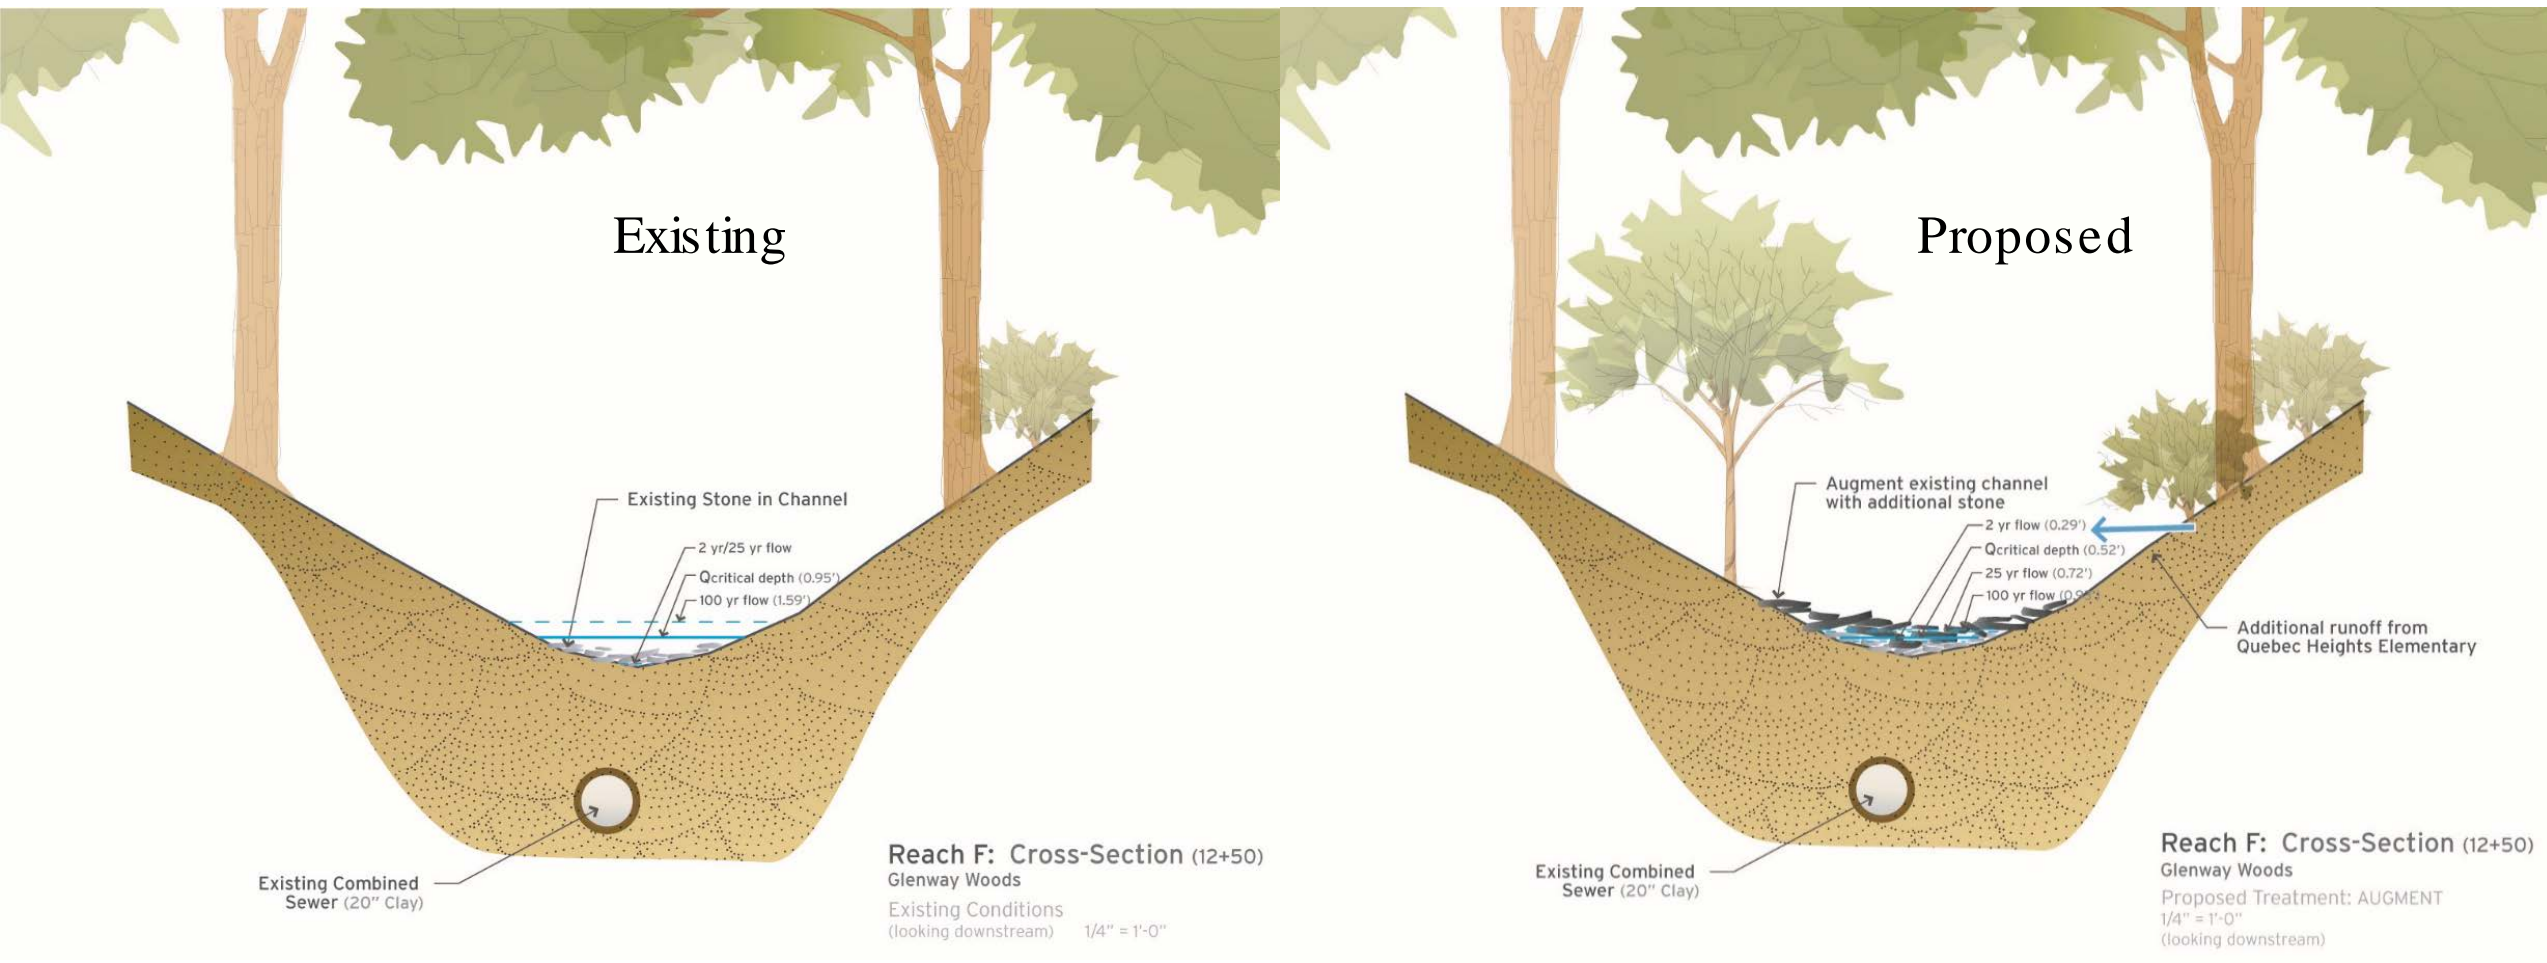 Existing
Existing Stone in Channel
2 yr/25 yr flow
Qcritical depth (0.95')
100 yr flow (1.59')
Existing Combined
Sewer (20" Clay)
Reach F: Cross-Section (12+50)
Glenway Woods
Existing Conditions
(looking downstream) 1/4" = 1'-0"
Proposed
Augment existing channel
with additional stone
2 yr flow (0.29')
Qcritical depth (0.52')
25 yr flow (0.72')
100 yr flow
Additional runoff from
Quebec Heights Elementary
Existing Combined
Sewer (20" Clay)
Reach F: Cross-Section (12+50)
Glenway Woods
Proposed Treatment: AUGMENT
1/4" = 1'-0"
(looking downstream)